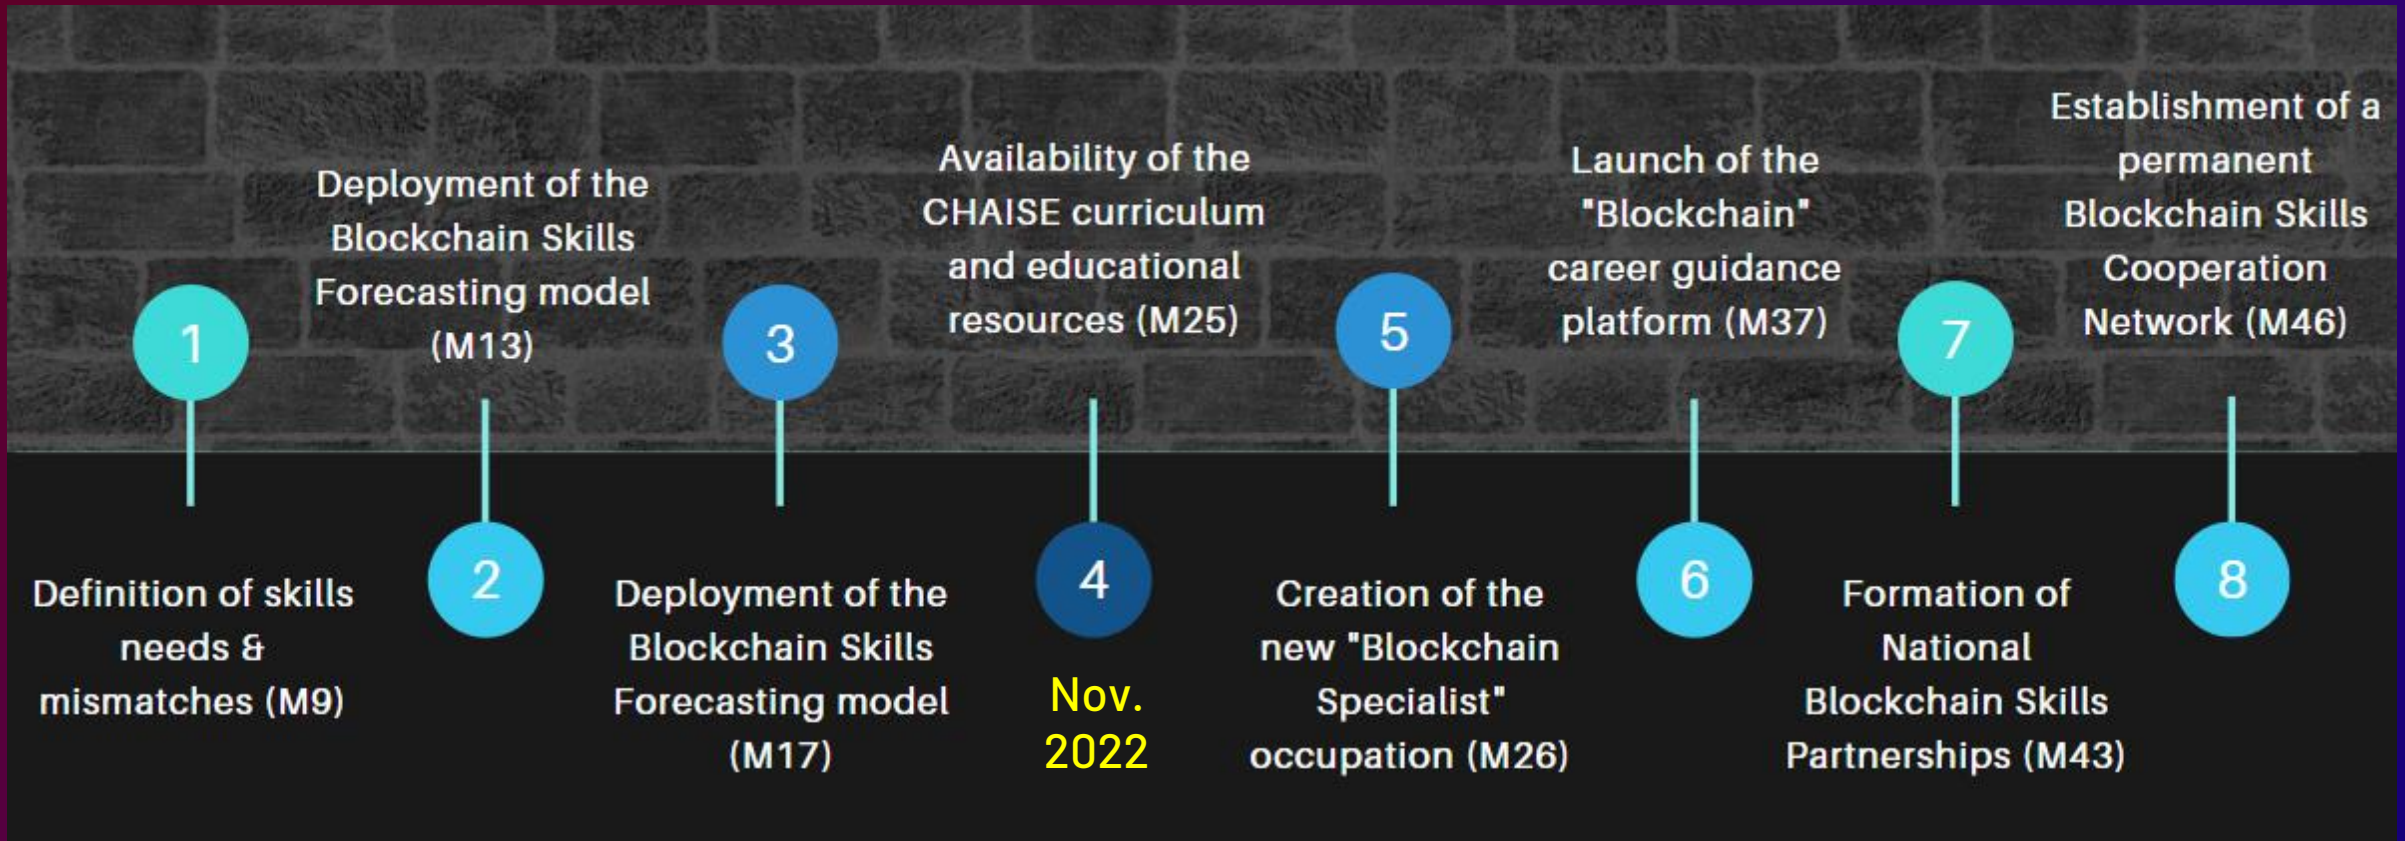 1
Definition of skills
needs &
mismatches (M9)
Deployment of the
Blockchain Skills
Forecasting model
(M13)
2
3
Deployment of the
Blockchain Skills
Forecasting model
(M17)
Availability of the
CHAISE curriculum
and educational
resources (M25)
4
Nov.
2022
5
Creation of the
new "Blockchain
Specialist"
occupation (M26)
Launch of the
"Blockchain"
career guidance
platform (M37)
6
7
Formation of
National
Blockchain Skills
Partnerships (M43)
Establishment of a
permanent
Blockchain Skills
Cooperation
Network (M46)
8